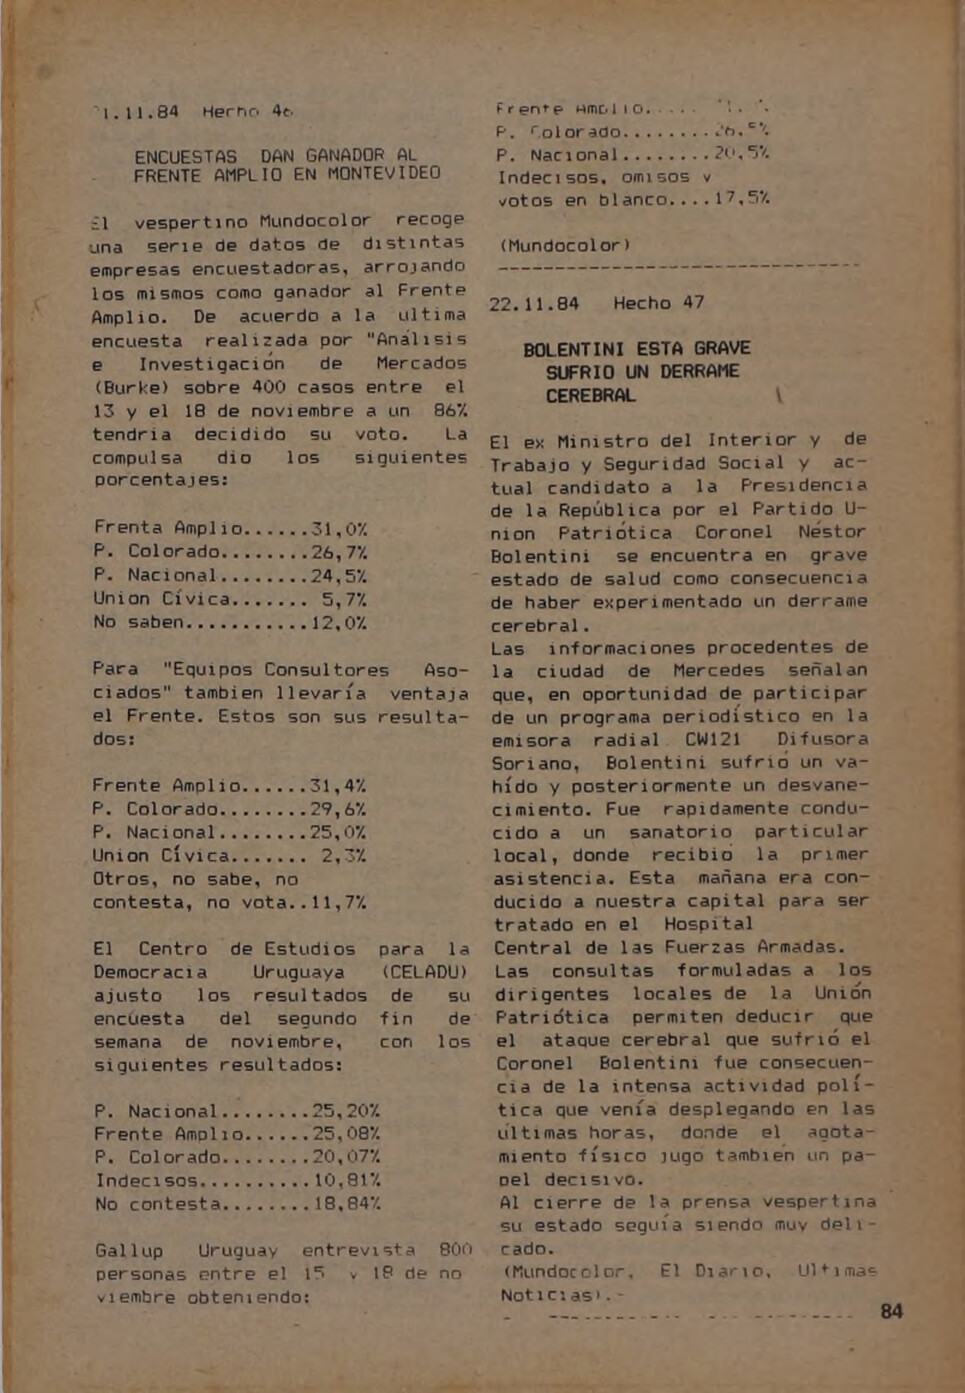 1.11.84 Hecho
ENCUESTAS DAN GANADOR AL
FRENTE AMPLIO EN MONTEVIDEO
El vespertino Mundocolor recoge
una serie de datos de distintas
empresas encuestadoras, arrojando
los mismos como ganador al Frente
Amplio. De acuerdo a la ultima
encuesta realizada por "Análisis
e Investigación de Mercados
(Burke) sobre 400 casos entre el
13 y el 18 de noviembre a un 86%
tendria decidido su voto. La
compulsa dio los siguientes
porcentajes:
Frenta Amplio......31,0%
P. Colorado........26,7%
P. Nacional........24,5%
Union Cívica....... 5,7%
No saben...........12,0%
Para "Equipos Consultores Aso-
ciados" tambien llevaría ventaja
el Frente. Estos son sus resulta-
dos:
Frente Amplio......31,4%
P. Colorado........29,6%
P. Nacional........25,0%
Union Cívica....... 2,3%
Otros, no sabe, no
contesta, no vota..11,7%
El Centro de Estudios para la
Democracia Uruguaya (CELADU)
ajusto los resultados de su
encuesta del segundo fin de
semana de noviembre, con los
siguientes resultados:
P. Nacional........25,20%
Frente Amplio......25,08%
P. Colorado........20,07%
Indecisos..........10,81%
No contesta........18,84%
Gallup Uruguay entrevista 800
personas entre el 15 y 18 de no
viembre obteniendo:
Frente Amplio.....
P. Colorado.........
P. Nacional........20,5%
Indecisos, omisos y
votos en blanco....17,5%
(Mundocolor)
22.11.84 Hecho 47
BOLENTINI ESTA GRAVE
SUFRIO UN DERRAME
CEREBRAL
El ex Ministro del Interior y de
Trabajo y Seguridad Social y ac-
tual candidato a la Presidencia
de la República por el Partido U-
nion Patriótica Coronel Néstor
Bolentini se encuentra en grave
estado de salud como consecuencia
de haber experimentado un derrame
cerebral.
Las informaciones procedentes de
la ciudad de Mercedes señalan
que, en oportunidad de participar
de un programa periodístico en la
emisora radial CW121 Difusora
Soriano, Bolentini sufrió un va-
hído y posteriormente un desvane-
cimiento. Fue rapidamente condu-
cido a un sanatorio particular
local, donde recibió la primer
asistencia. Esta mañana era con-
ducido a nuestra capital para ser
tratado en el Hospital
Central de las Fuerzas Armadas.
Las consultas formuladas a los
dirigentes locales de la Unión
Patriótica permiten deducir que
el ataque cerebral que sufrió el
Coronel Bolentini fue consecuen-
cia de la intensa actividad polí-
tica que venía desplegando en las
últimas horas, donde el agota-
miento físico jugo también un pa-
pel decisivo.
Al cierre de la prensa vespertina
su estado seguía siendo muy deli-
cado.
(Mundocolor, El Diario, Ultimas
Noticias).-
84